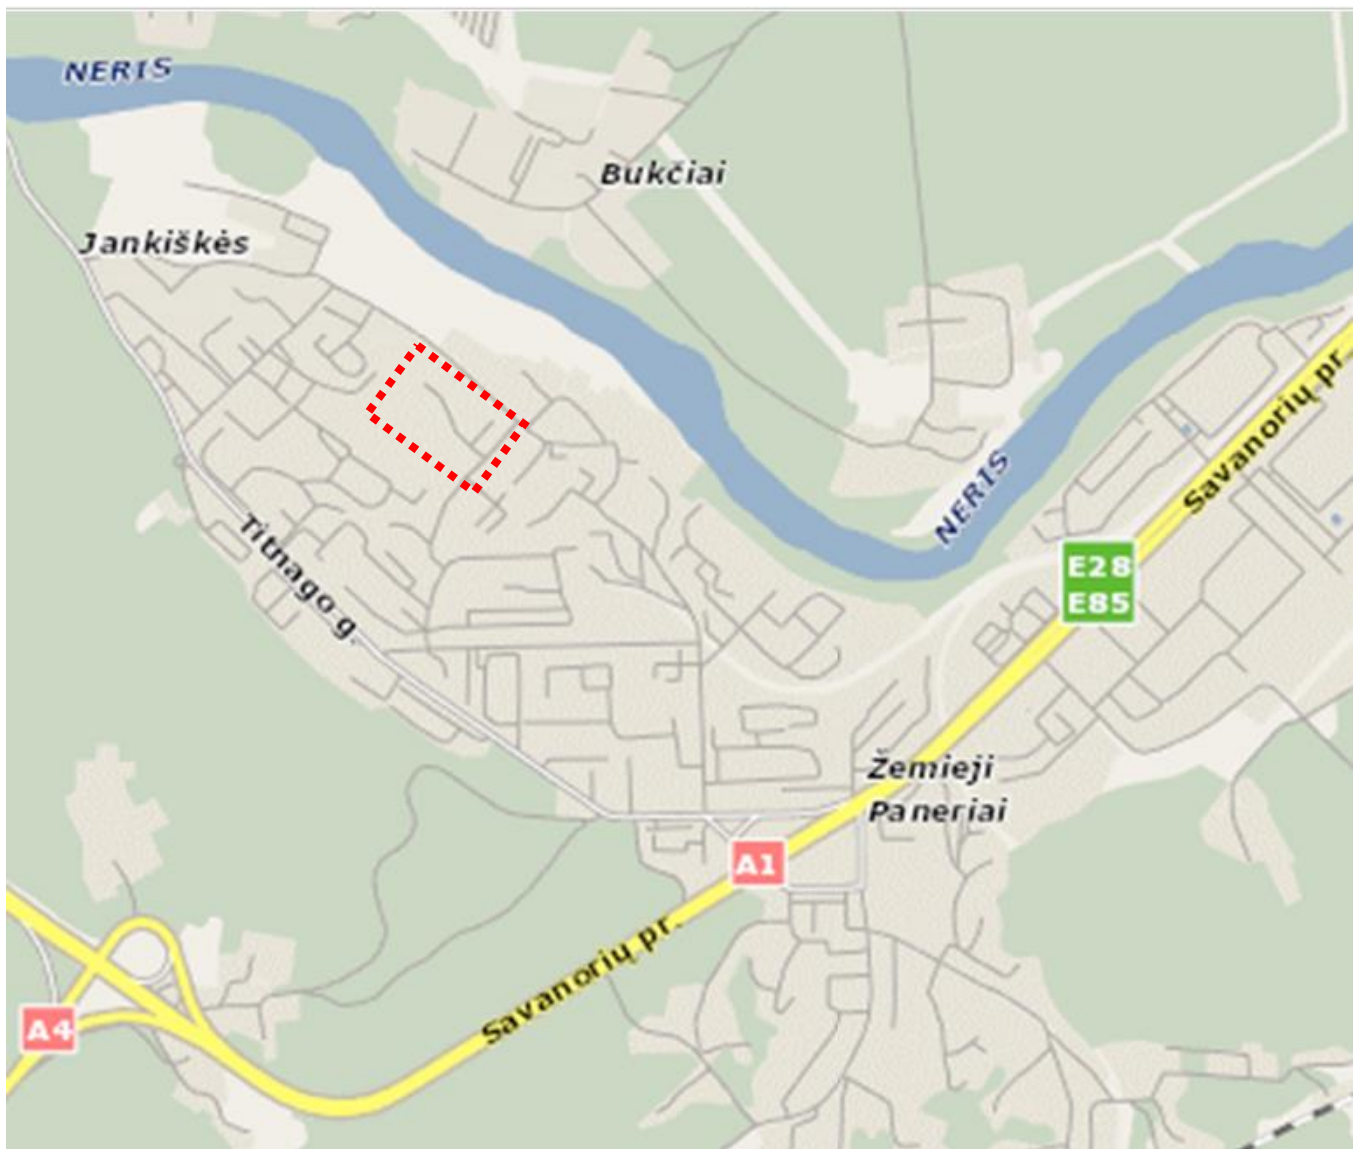 NERIS
Bukčiai
Jankiškės
Savanorių pr.
NERIS
Titnago g.
E28
E85
Žemieji
Paneriai
A1
Savanorių pr.
A4